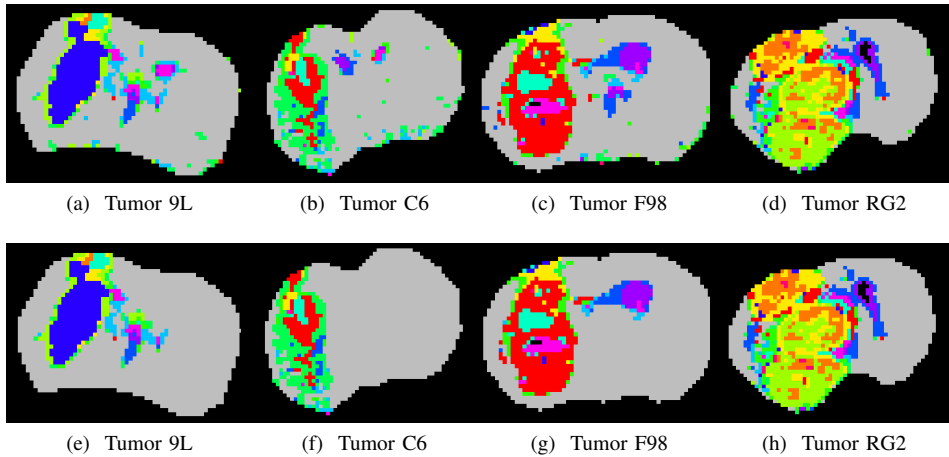 (a) Tumor 9L (b) Tumor C6 (c) Tumor F98 (d) Tumor RG2
(e) Tumor 9L (f) Tumor C6 (g) Tumor F98 (h) Tumor RG2